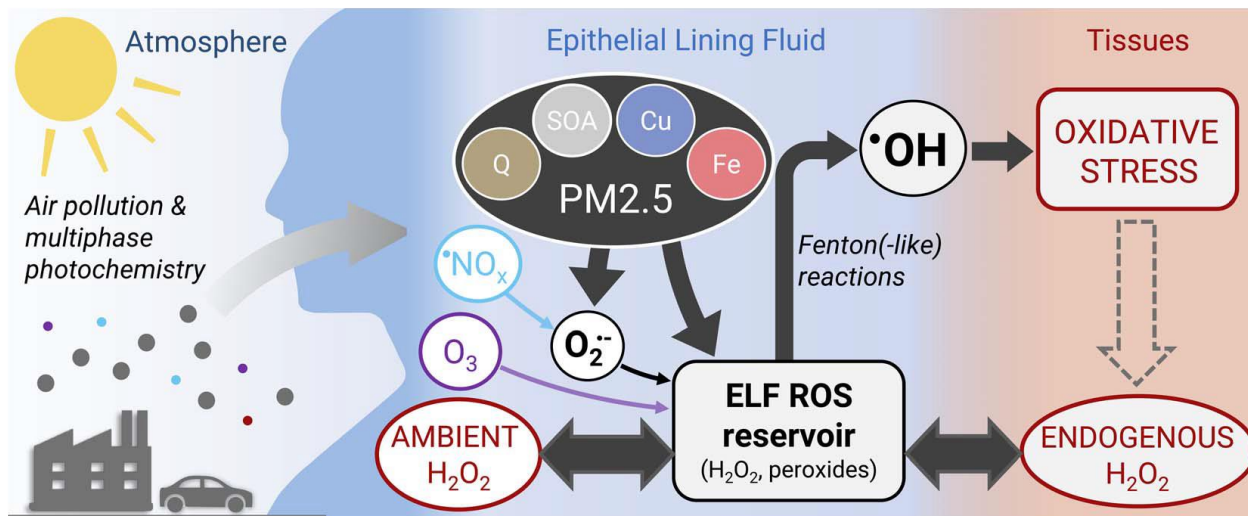 Atmosphere
Epithelial Lining Fluid
Tissues
Air pollution &
multiphase
photochemistry
Q
SOA
Cu
Fe
PM2.5
•NOₓ
O₃
O₂•⁻
AMBIENT
H₂O₂
ELF ROS
reservoir
(H₂O₂, peroxides)
Fenton(-like)
reactions
•OH
OXIDATIVE
STRESS
ENDOGENOUS
H₂O₂